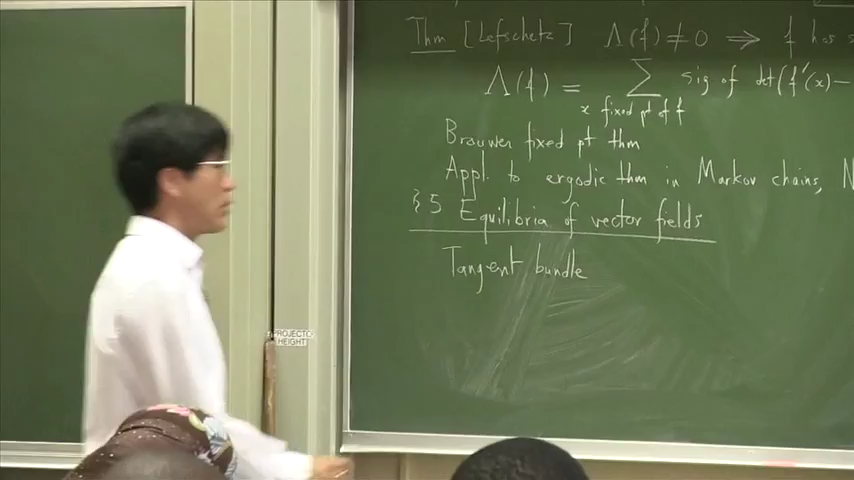 Thm [Lefschetz] Λ(f) ≠ 0 ⟹ f has
Λ(f) = ∑ sig of det(f'(x) -
x fixed pt of f
Brouwer fixed pt thm
Appl. to ergodic thm in Markov chains, N
§5 Equilibria of vector fields
Tangent bundle
PROJECTOR
HEIGHT